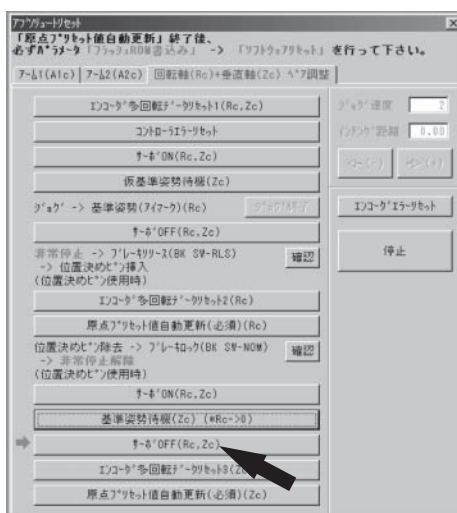 アブソリュートリセット
「原点プリセット値自動更新」終了後、
必ずパラメータ「フラッシュROM書込み」 -> 「ソフトウェアリセット」 を行って下さい。
アーム1(A1c) アーム2(A2c) 回転軸(Rc)+垂直軸(Zc) ペア調整
エンコーダ多回転データリセット1(Rc,Zc)
コントローラエラーリセット
サーボON(Rc,Zc)
仮基準姿勢待機(Zc)
ジョグ -> 基準姿勢(アイマーク)(Rc)
サーボOFF(Rc,Zc)
非常停止 -> ブレーキリリース(BK SW-RLS)
-> 位置決めピン挿入
(位置決めピン使用時)
確認
エンコーダ多回転データリセット2(Rc)
原点プリセット値自動更新(必須)(Rc)
位置決めピン除去 -> ブレーキロック(BK SW-NOM)
-> 非常停止解除
(位置決めピン使用時)
確認
サーボON(Rc,Zc)
基準姿勢待機(Zc) (*Rc->0)
サーボOFF(Rc,Zc)
エンコーダ多回転データリセット3(Zc)
原点プリセット値自動更新(必須)(Zc)
ジョグ速度 2
インチング距離 0.00
<-(-) ->(+)
エンコーダエラーリセット
停止